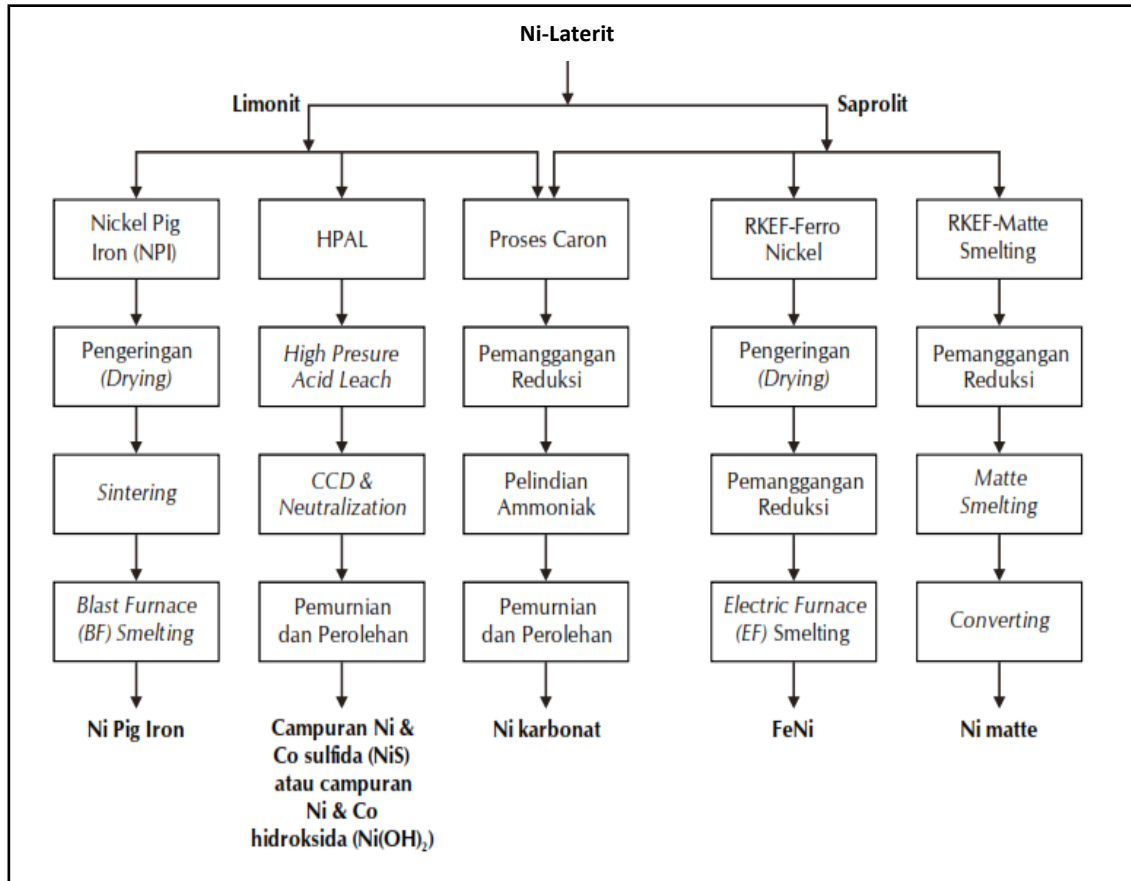 Ni-Laterit
Limonit
Saprolit
Nickel Pig
Iron (NPI)
HPAL
Proses Caron
RKEF-Ferro
Nickel
RKEF-Matte
Smelting
Pengeringan
(Drying)
High Presure
Acid Leach
Pemanggangan
Reduksi
Pengeringan
(Drying)
Pemanggangan
Reduksi
Sintering
CCD &
Neutralization
Pelindian
Ammoniak
Pemanggangan
Reduksi
Matte
Smelting
Blast Furnace
(BF) Smelting
Pemurnian
dan Perolehan
Pemurnian
dan Perolehan
Electric Furnace
(EF) Smelting
Converting
Ni Pig Iron
Campuran Ni &
Co sulfida (NiS)
atau campuran
Ni & Co
hidroksida (Ni(OH)₂)
Ni karbonat
FeNi
Ni matte